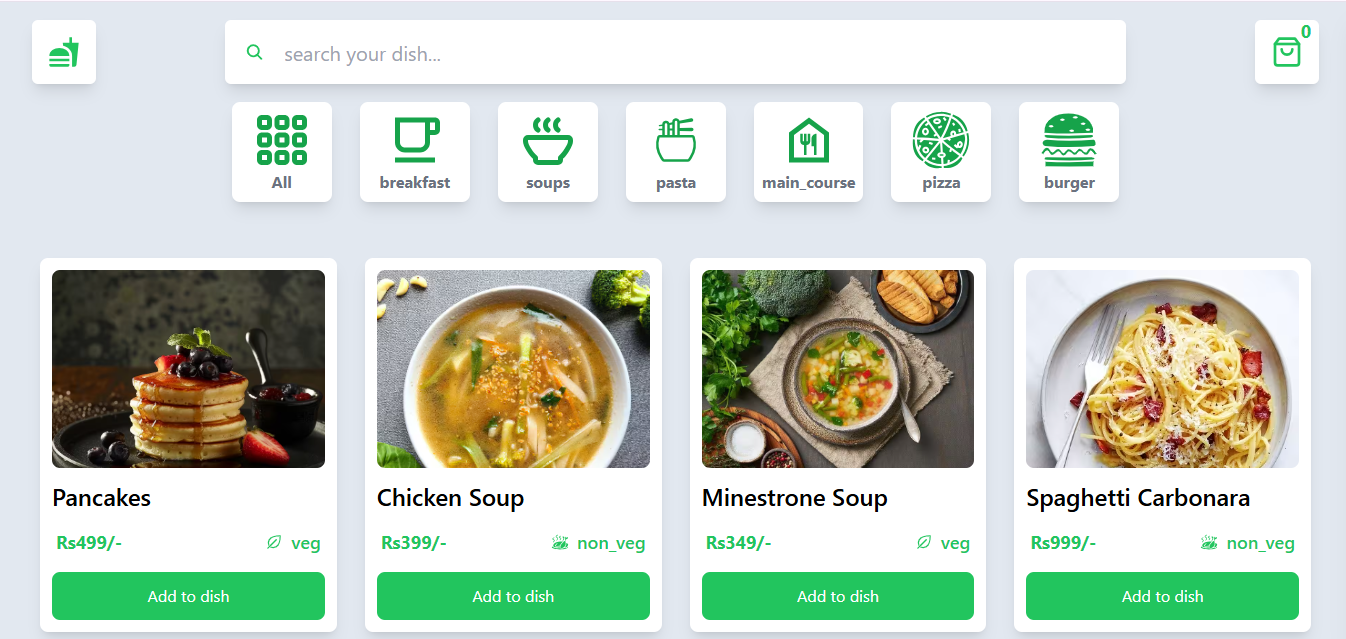 search your dish...
0
All
breakfast
soups
pasta
main_course
pizza
burger
Pancakes
Rs499/-
veg
Add to dish
Chicken Soup
Rs399/-
non_veg
Add to dish
Minestrone Soup
Rs349/-
veg
Add to dish
Spaghetti Carbonara
Rs999/-
non_veg
Add to dish